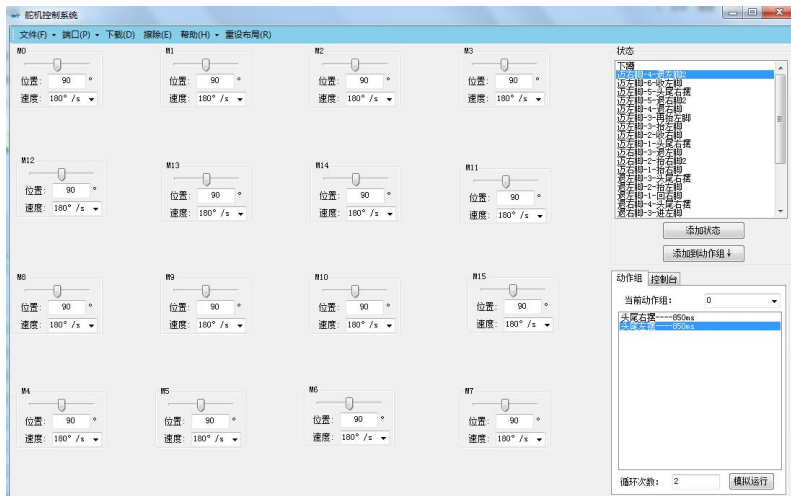 舵机控制系统
文件(F) 端口(P) 下载(D) 擦除(E) 帮助(H) 重设布局(R)
M0 M1 M2 M3
位置: 90 ° 位置: 90 ° 位置: 90 ° 位置: 90 °
速度: 180° /s 速度: 180° /s 速度: 180° /s 速度: 180° /s
M12 M13 M14 M11
位置: 90 ° 位置: 90 ° 位置: 90 ° 位置: 90 °
速度: 180° /s 速度: 180° /s 速度: 180° /s 速度: 180° /s
M8 M9 M10 M15
位置: 90 ° 位置: 90 ° 位置: 90 ° 位置: 90 °
速度: 180° /s 速度: 180° /s 速度: 180° /s 速度: 180° /s
M4 M5 M6 M7
位置: 90 ° 位置: 90 ° 位置: 90 ° 位置: 90 °
速度: 180° /s 速度: 180° /s 速度: 180° /s 速度: 180° /s
状态
下蹲
迈右脚-4-退左脚2
迈左脚-6-收左脚
迈左脚-5-头尾右摆
迈左脚-5-退右脚2
迈左脚-4-退右脚
迈左脚-3-再抬左脚
迈左脚-3-抬左脚
迈左脚-2-收右脚
迈左脚-1-头尾右摆
迈右脚-3-退左脚
迈右脚-2-抬右脚2
迈右脚-1-抬右脚
退左脚-3-头尾右摆
退左脚-2-抬左脚
退左脚-1-回右脚
退右脚-4-头尾右摆
退右脚-3-进左脚
添加状态
添加到动作组↓
动作组 控制台
当前动作组: 0
头尾右摆----850ms
头尾左摆----850ms
循环次数: 2 模拟运行